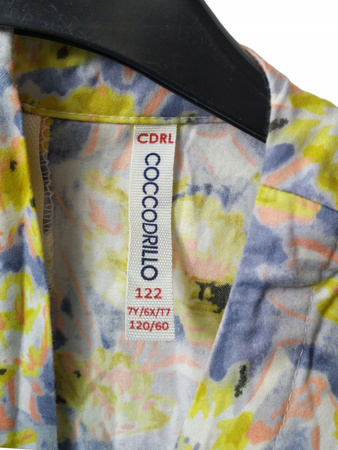 CDRL
COCCODRILLO
122
7Y/6X/T7
120/60